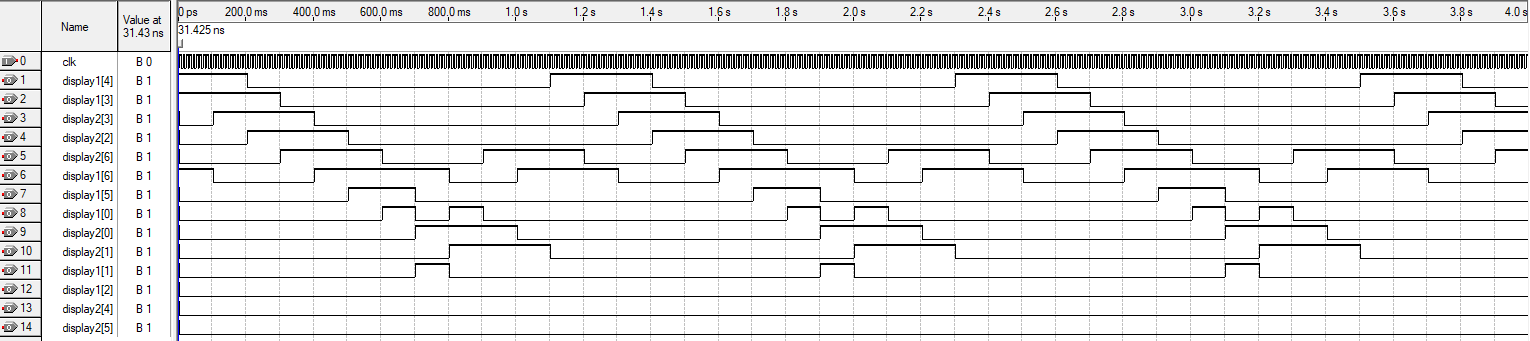 Name
Value at
31.43 ns
0 ps 200.0 ms 400.0 ms 600.0 ms 800.0 ms 1.0 s 1.2 s 1.4 s 1.6 s 1.8 s 2.0 s 2.2 s 2.4 s 2.6 s 2.8 s 3.0 s 3.2 s 3.4 s 3.6 s 3.8 s 4.0 s
31.425 ns
0 clk B 0
1 display1[4] B 1
2 display1[3] B 1
3 display2[3] B 1
4 display2[2] B 1
5 display2[6] B 1
6 display1[6] B 1
7 display1[5] B 1
8 display1[0] B 1
9 display2[0] B 1
10 display2[1] B 1
11 display1[1] B 1
12 display1[2] B 1
13 display2[4] B 1
14 display2[5] B 1